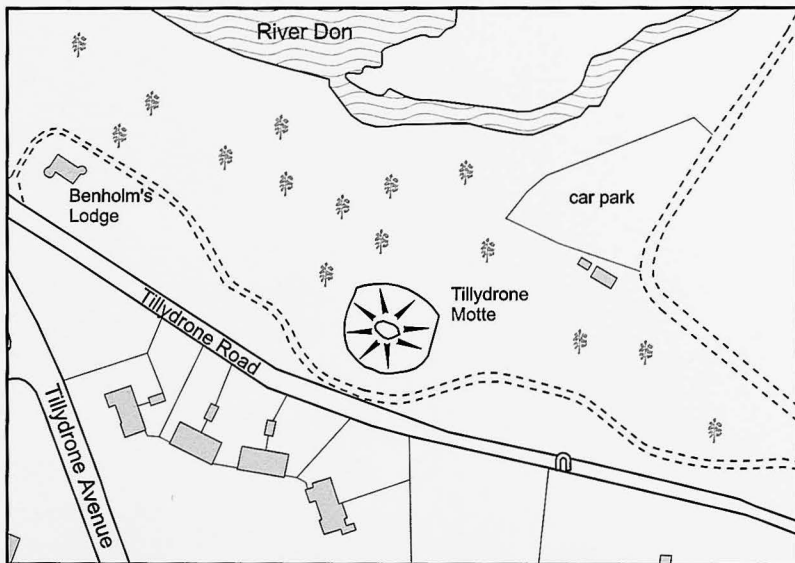 River Don
Benholm's
Lodge
car park
Tillydrone
Motte
Tillydrone Road
Tillydrone Avenue